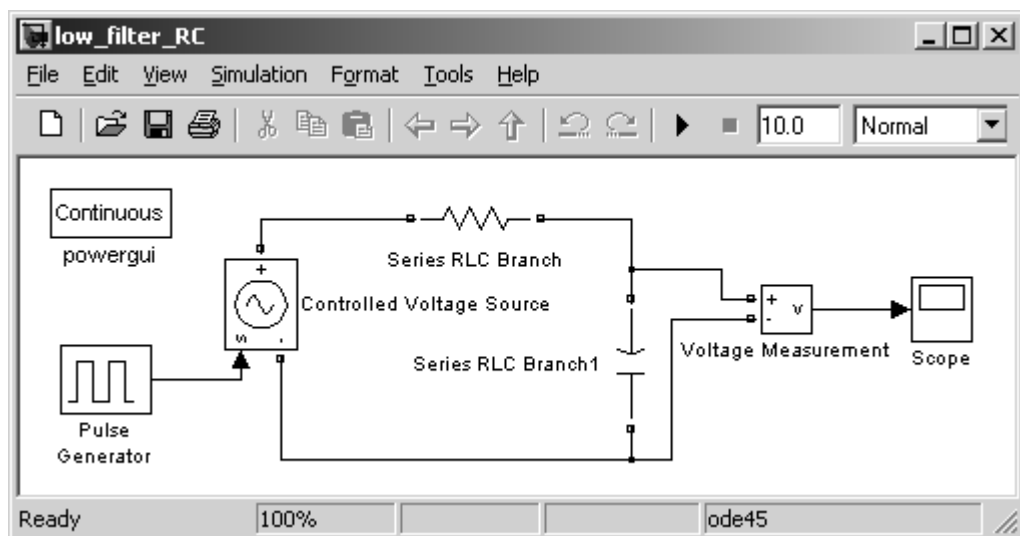 low_filter_RC
File Edit View Simulation Format Tools Help
10.0 Normal
Continuous
powergui
Series RLC Branch
+
Controlled Voltage Source
s -
+
-
v
Series RLC Branch1
Voltage Measurement
Scope
Pulse
Generator
Ready 100% ode45